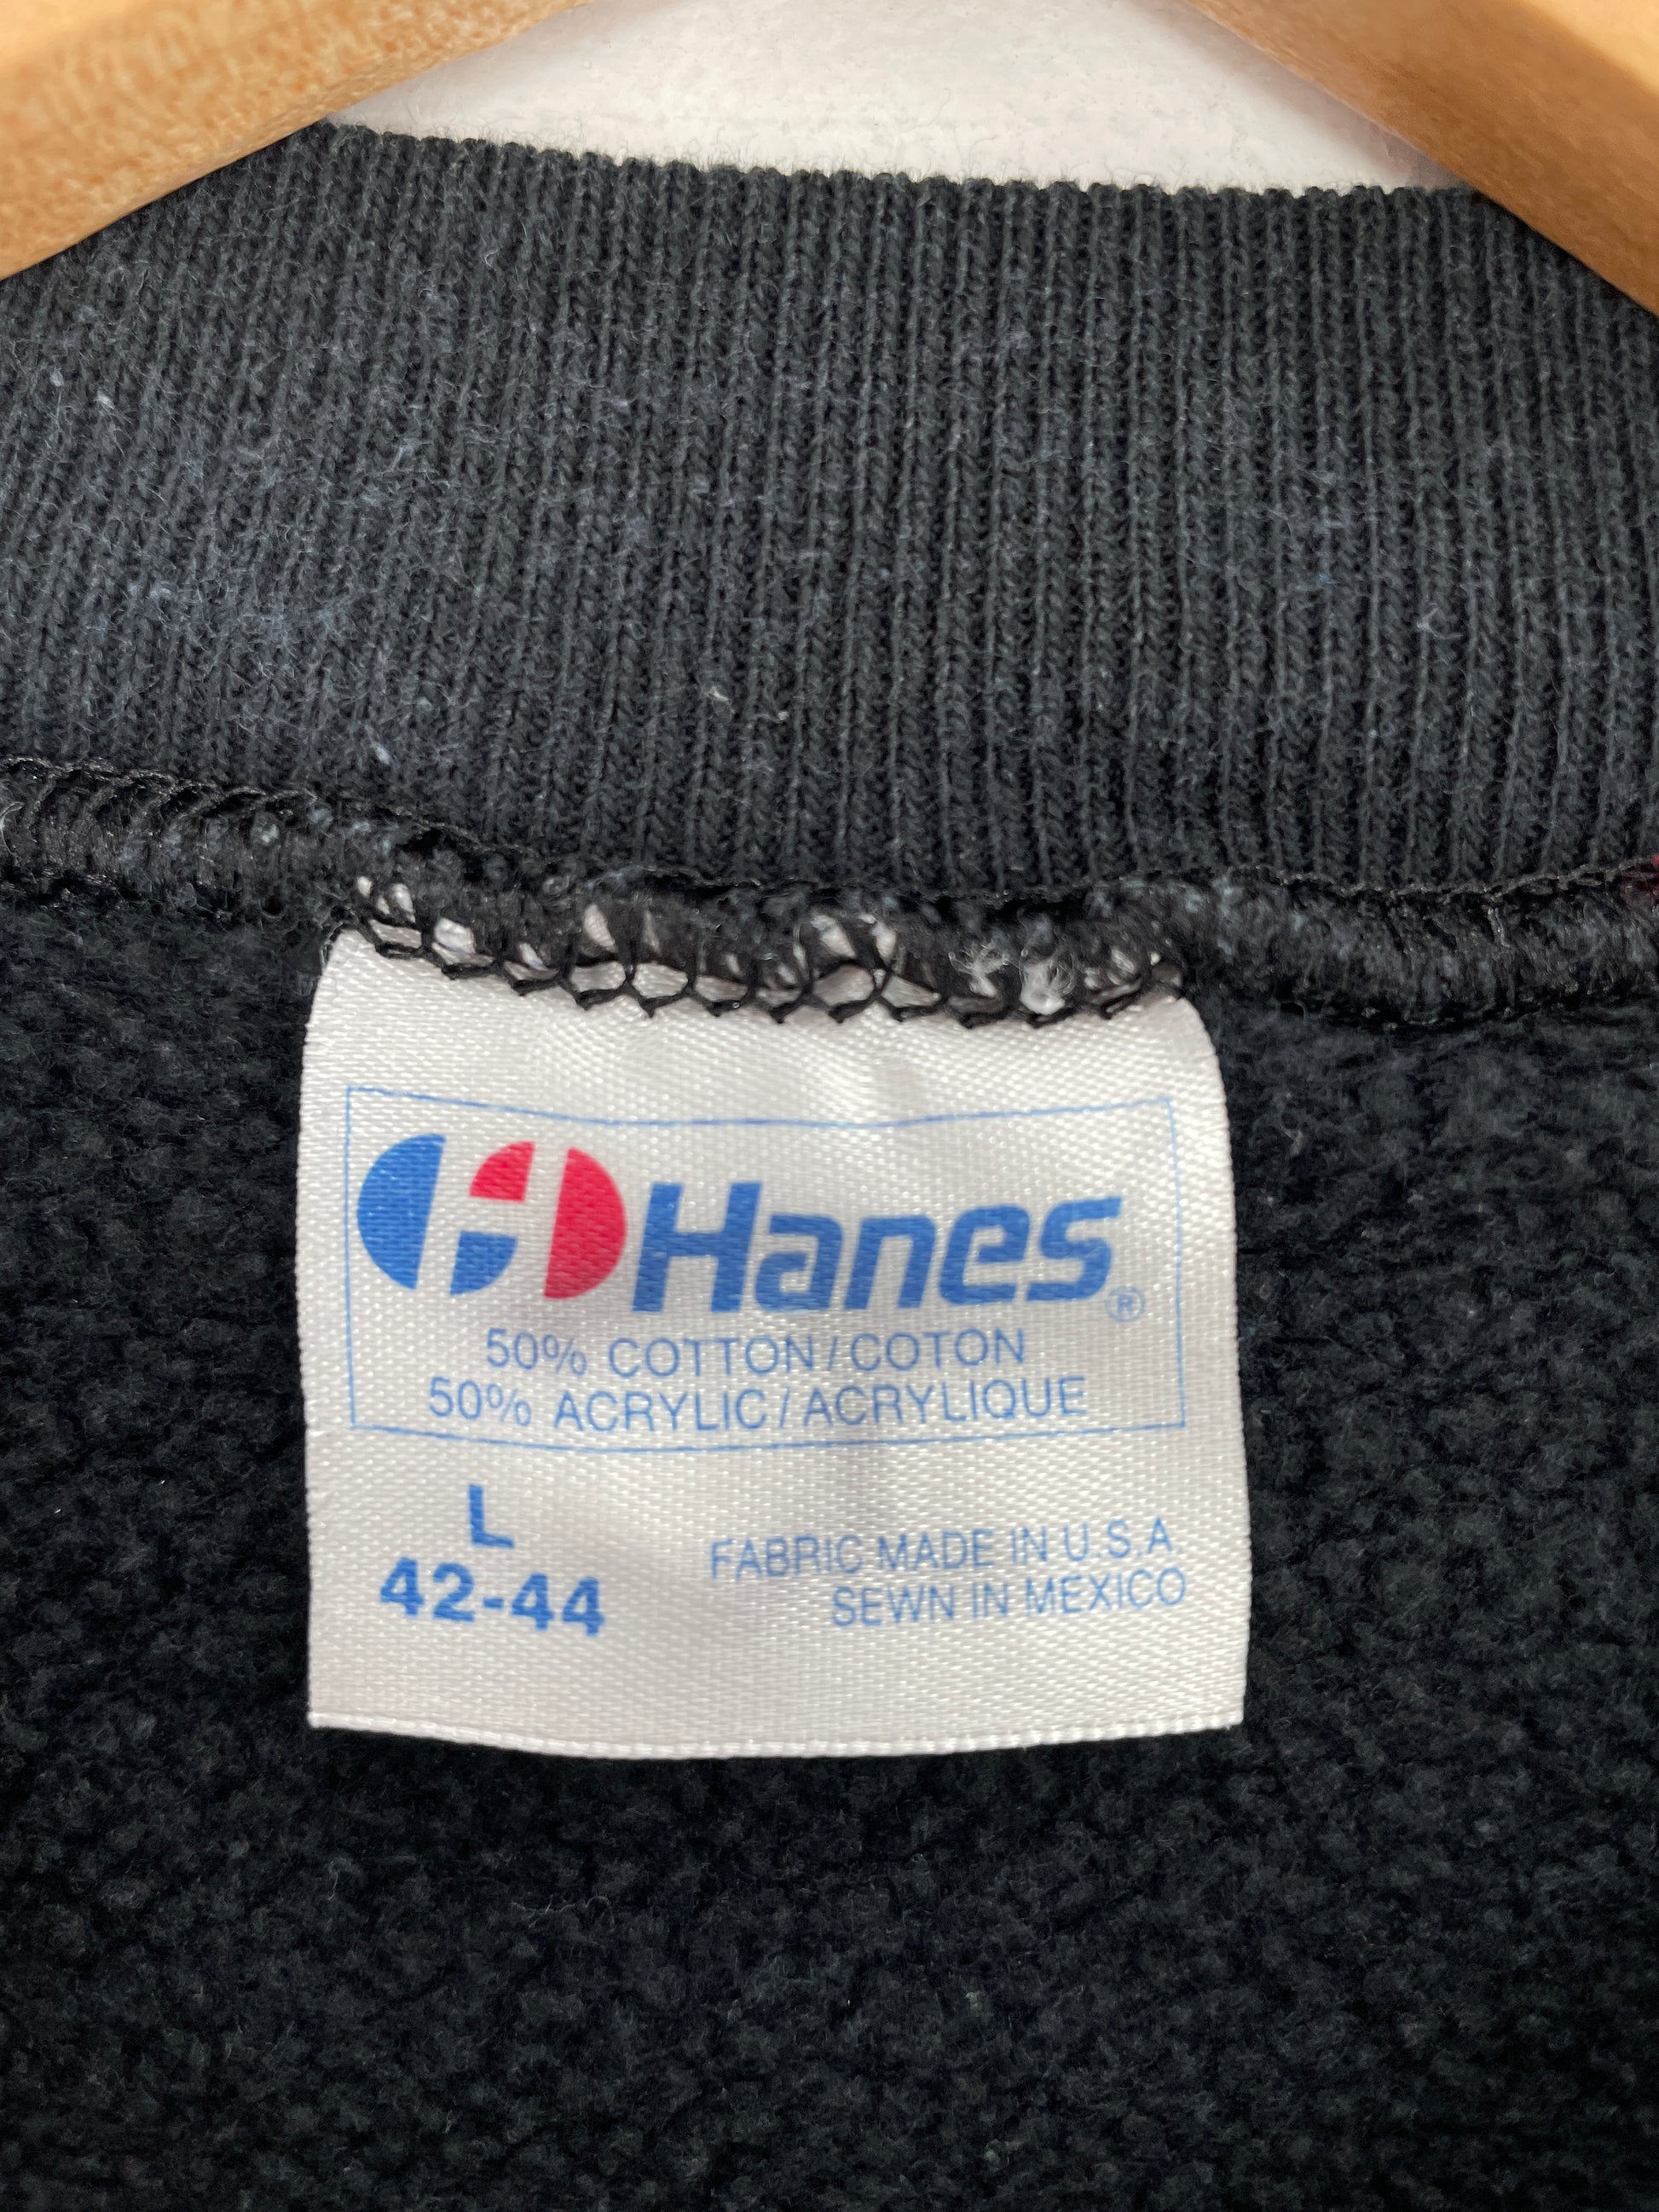 Hanes®
50% COTTON/COTON
50% ACRYLIC/ACRYLIQUE
L
42-44
FABRIC MADE IN U.S.A.
SEWN IN MEXICO